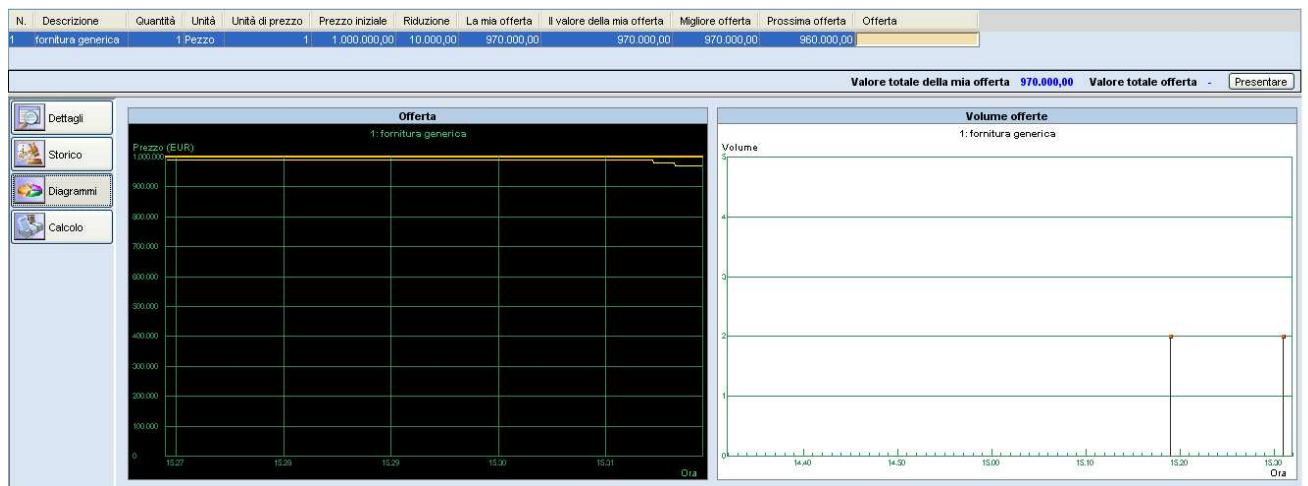 N. Descrizione Quantità Unità Unità di prezzo Prezzo iniziale Riduzione La mia offerta Il valore della mia offerta Migliore offerta Prossima offerta Offerta
1 fornitura generica 1 Pezzo 1 1.000.000,00 10.000,00 970.000,00 970.000,00 970.000,00 960.000,00
Valore totale della mia offerta 970.000,00 Valore totale offerta - Presentare
Dettagli
Storico
Diagrammi
Calcolo
Offerta
1: fornitura generica
Prezzo (EUR)
1,000.000
900.000
800.000
700.000
600.000
500.000
400.000
300.000
200.000
100.000
0
15.27 15.28 15.29 15.30 15.31
Ora
Volume offerte
1: fornitura generica
Volume
5
4
3
2
1
0
14.40 14.50 15.00 15.10 15.20 15.30
Ora